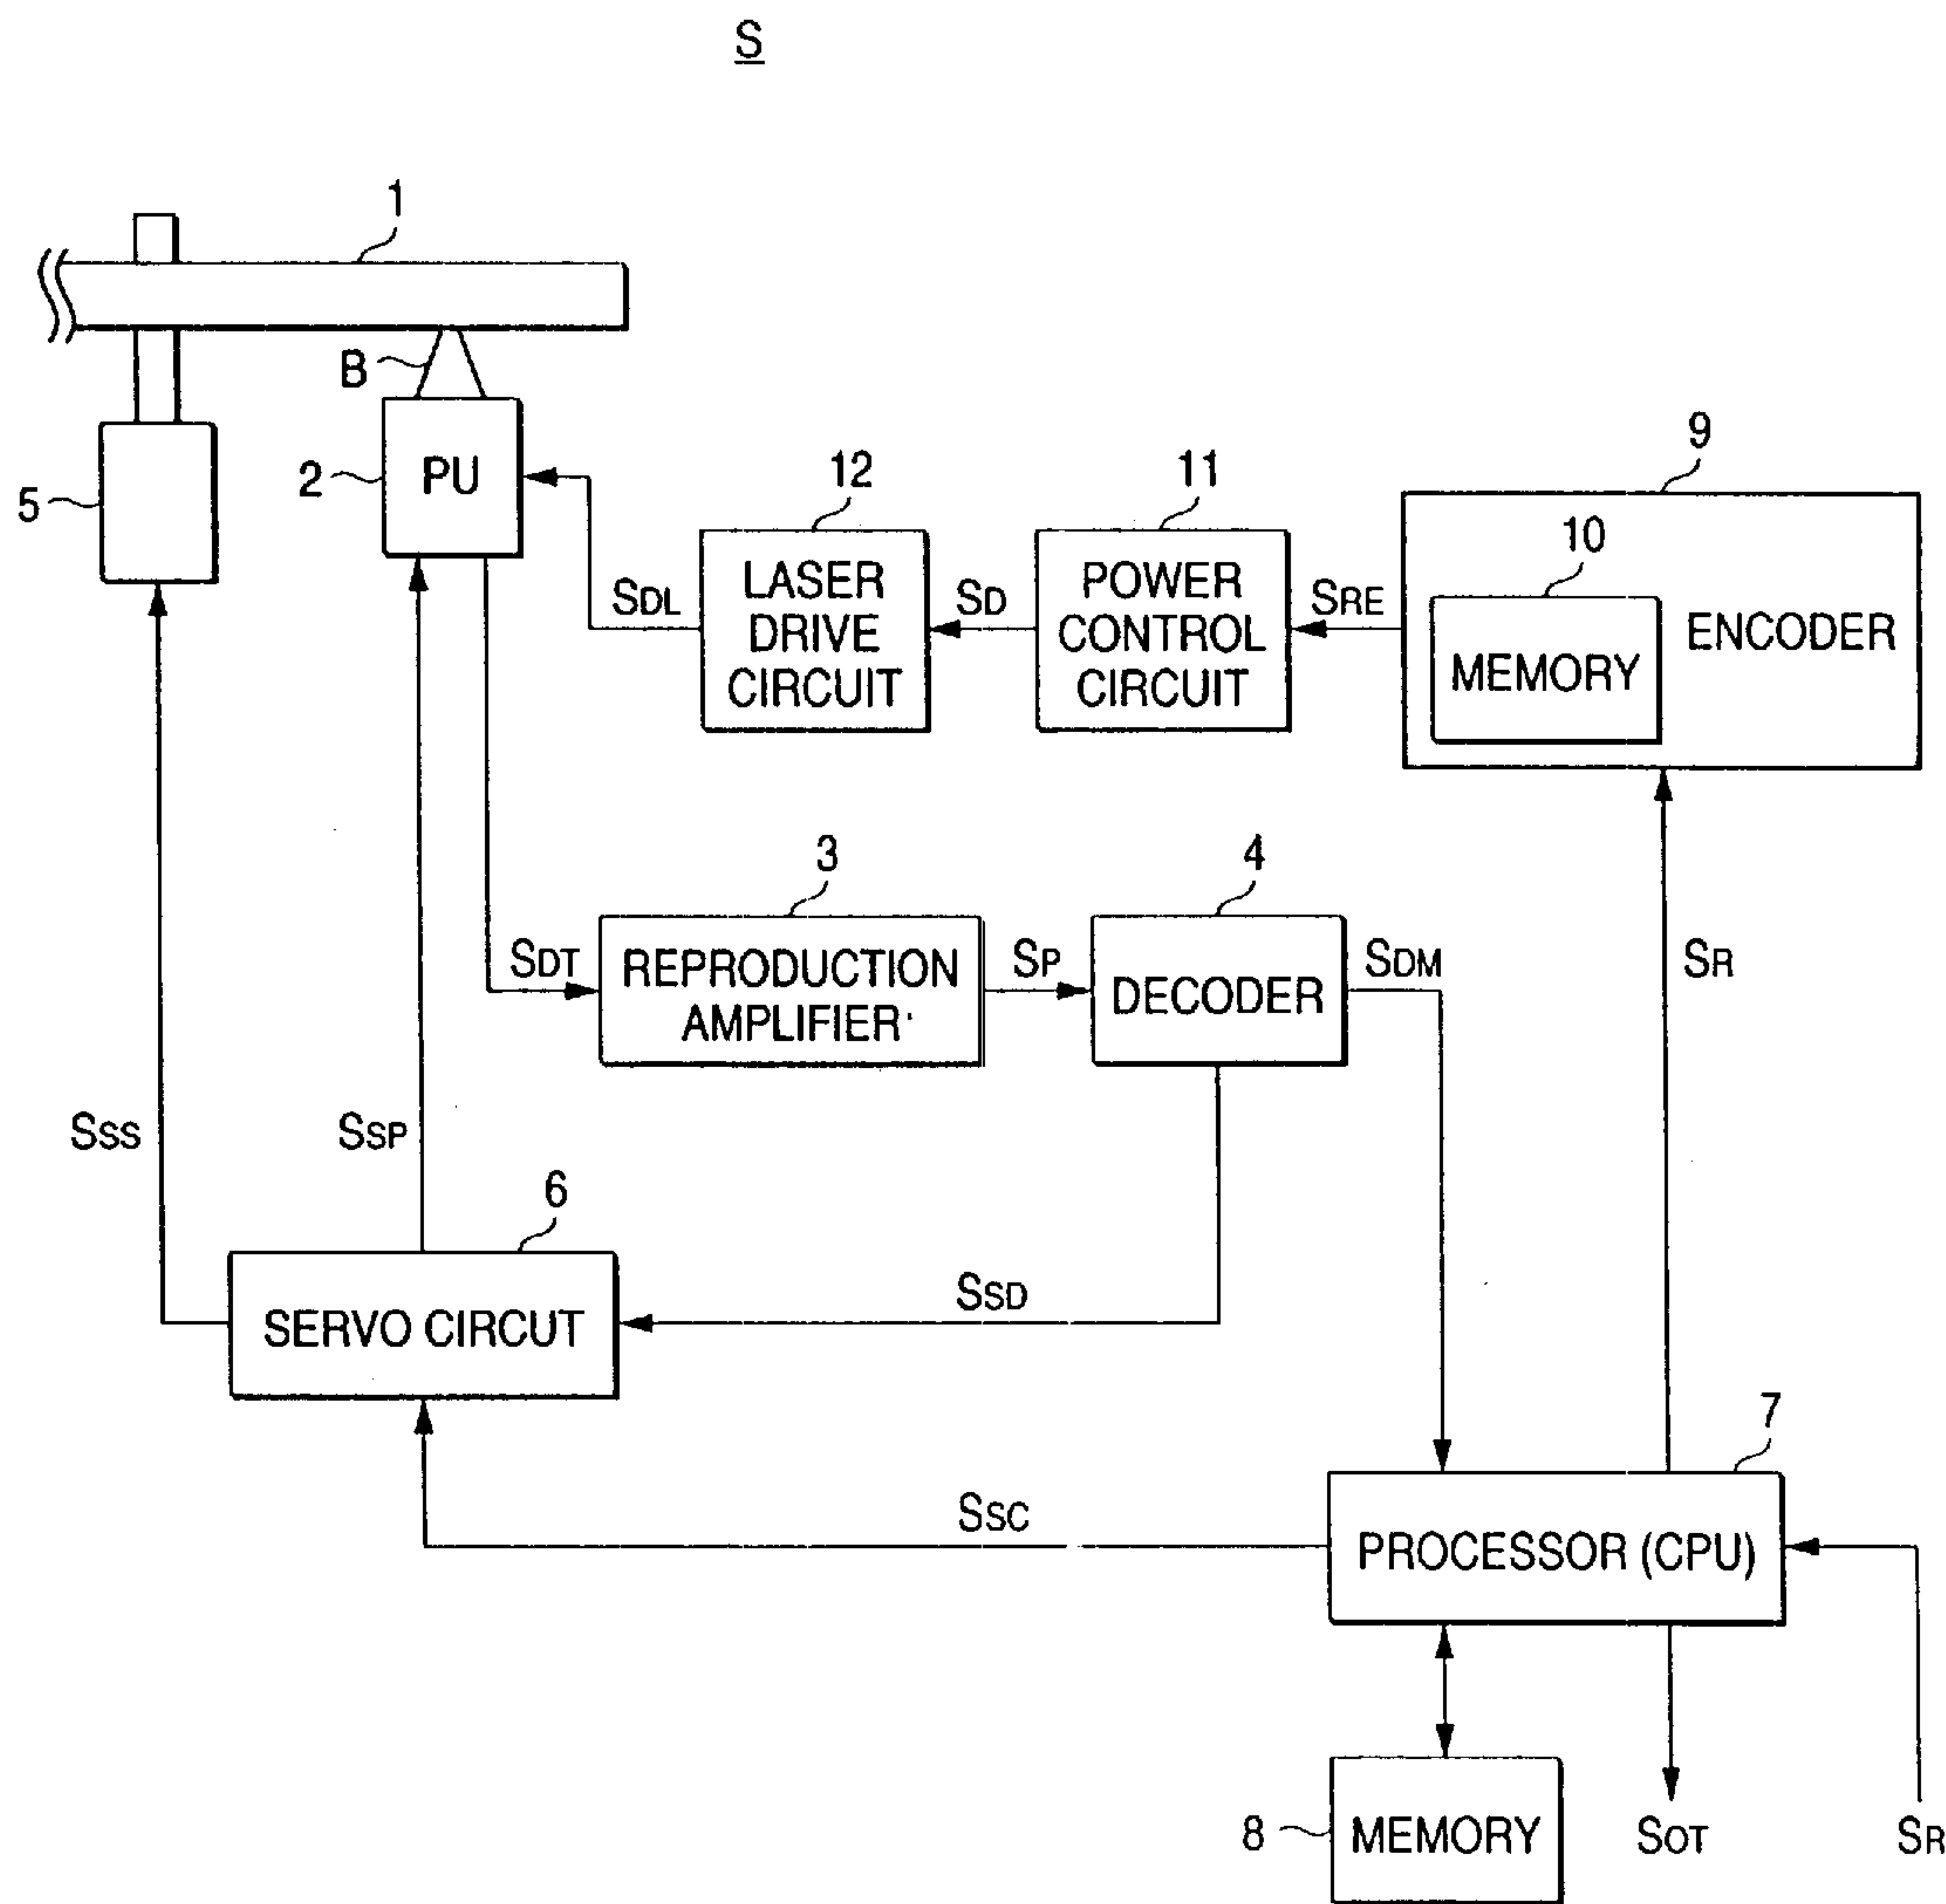 S
1
B
2
PU
5
12
LASER
DRIVE
CIRCUIT
11
POWER
CONTROL
CIRCUIT
9
10
MEMORY
ENCODER
SDL
SD
SRE
3
REPRODUCTION
AMPLIFIER
4
DECODER
SDT
SP
SDM
SR
SSS
SSP
6
SERVO CIRCUT
SSD
7
PROCESSOR (CPU)
SSC
8
MEMORY
SOT
SR